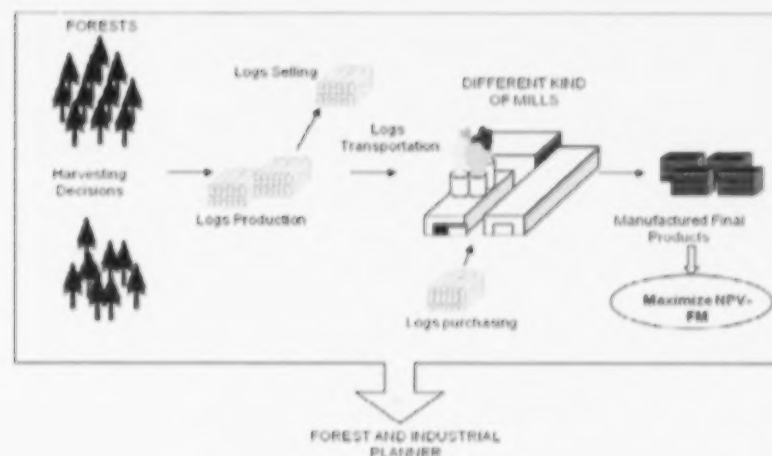 FORESTS
Logs Selling
DIFFERENT KIND
OF MILLS
Logs
Transportation
Harvesting
Decisions
Logs Production
Manufactured Final
Products
Logs purchasing
Maximize NPV-
FM
FOREST AND INDUSTRIAL
PLANNER